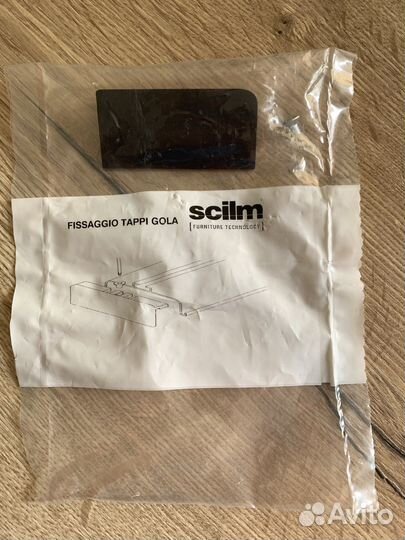 FISSAGGIO TAPPI GOLA
scilm
[FURNITURE TECHNOLOGY]
Avito